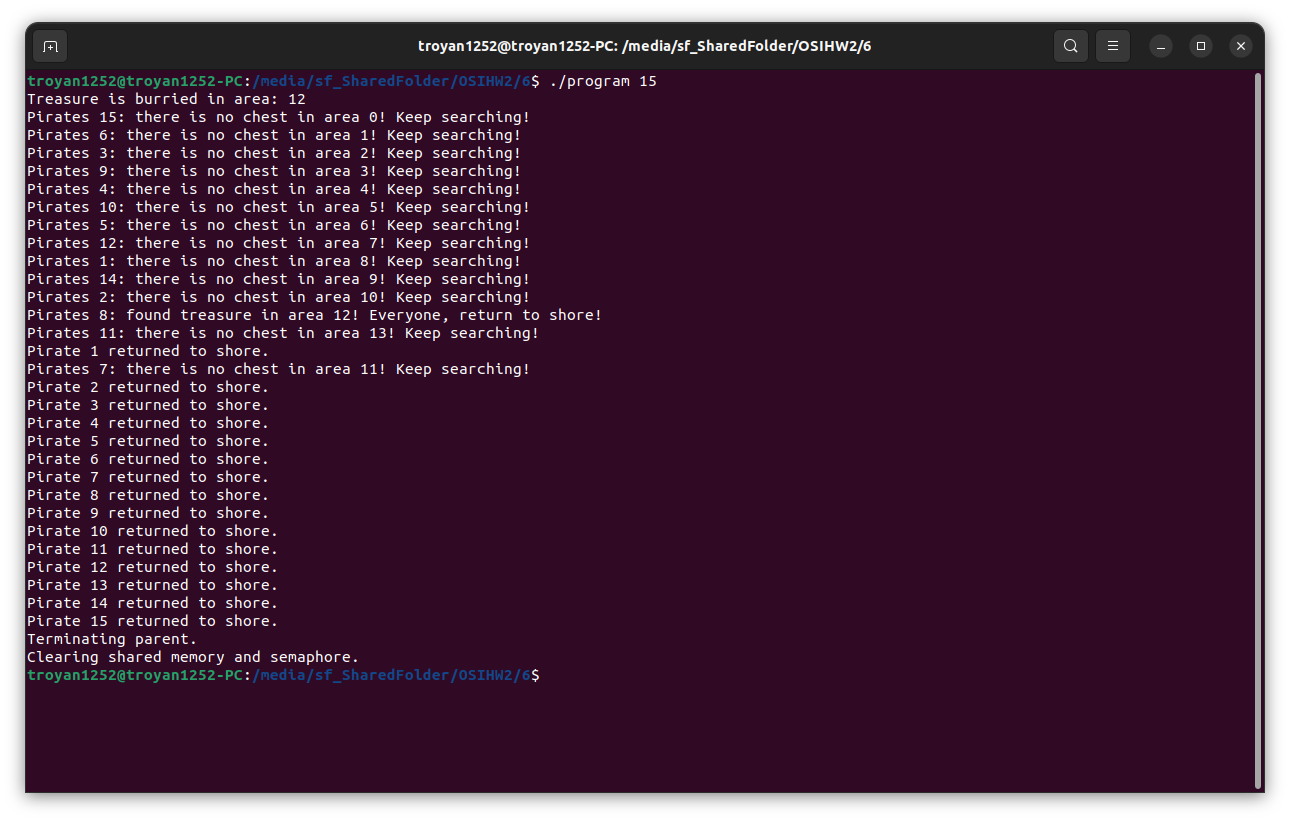 troyan1252@troyan1252-PC: /media/sf_SharedFolder/OSIHW2/6
troyan1252@troyan1252-PC:/media/sf_SharedFolder/OSIHW2/6$ ./program 15
Treasure is burried in area: 12
Pirates 15: there is no chest in area 0! Keep searching!
Pirates 6: there is no chest in area 1! Keep searching!
Pirates 3: there is no chest in area 2! Keep searching!
Pirates 9: there is no chest in area 3! Keep searching!
Pirates 4: there is no chest in area 4! Keep searching!
Pirates 10: there is no chest in area 5! Keep searching!
Pirates 5: there is no chest in area 6! Keep searching!
Pirates 12: there is no chest in area 7! Keep searching!
Pirates 1: there is no chest in area 8! Keep searching!
Pirates 14: there is no chest in area 9! Keep searching!
Pirates 2: there is no chest in area 10! Keep searching!
Pirates 8: found treasure in area 12! Everyone, return to shore!
Pirates 11: there is no chest in area 13! Keep searching!
Pirate 1 returned to shore.
Pirates 7: there is no chest in area 11! Keep searching!
Pirate 2 returned to shore.
Pirate 3 returned to shore.
Pirate 4 returned to shore.
Pirate 5 returned to shore.
Pirate 6 returned to shore.
Pirate 7 returned to shore.
Pirate 8 returned to shore.
Pirate 9 returned to shore.
Pirate 10 returned to shore.
Pirate 11 returned to shore.
Pirate 12 returned to shore.
Pirate 13 returned to shore.
Pirate 14 returned to shore.
Pirate 15 returned to shore.
Terminating parent.
Clearing shared memory and semaphore.
troyan1252@troyan1252-PC:/media/sf_SharedFolder/OSIHW2/6$